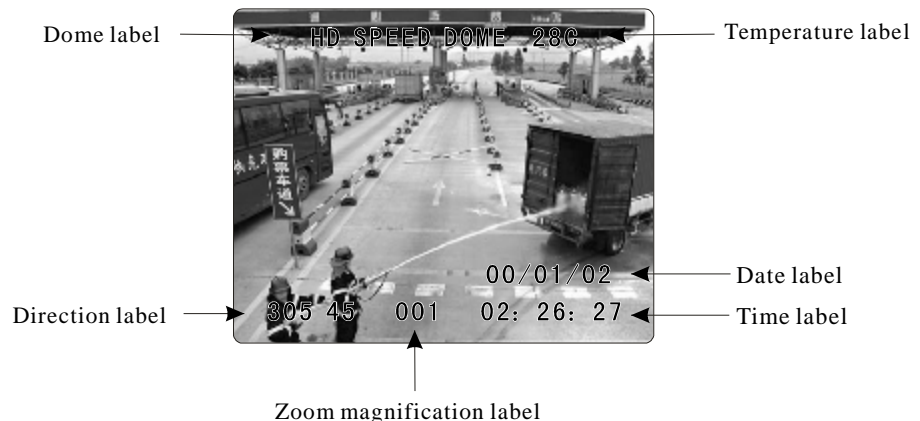 Dome label
HD SPEED DOME 28C
Temperature label
00/01/02
Date label
Direction label
305 45 001 02: 26: 27
Time label
Zoom magnification label